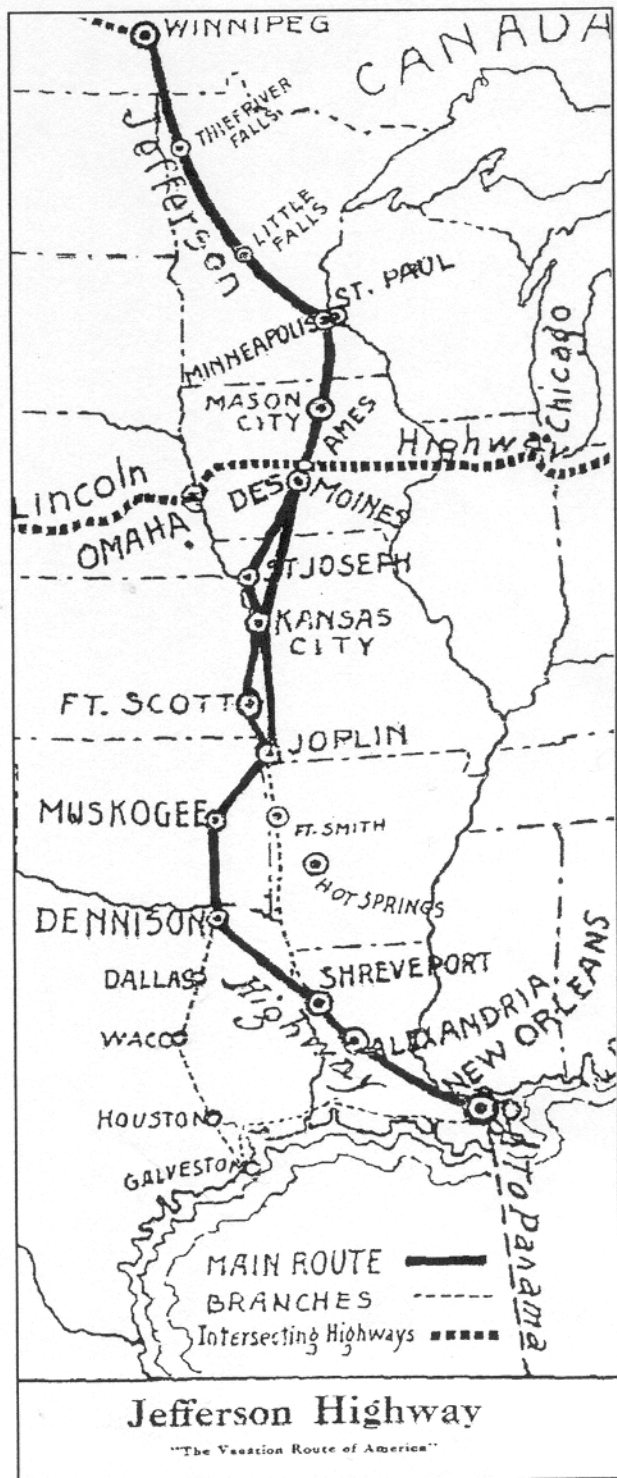 WINNIPEG
CANADA
THIEF RIVER
FALLS
Jefferson
LITTLE
FALLS
ST. PAUL
MINNEAPOLIS
MASON
CITY
AMES
Chicago
Highway
Lincoln
DES MOINES
OMAHA
ST. JOSEPH
KANSAS
CITY
FT. SCOTT
JOPLIN
MUSKOGEE
FT. SMITH
HOT SPRINGS
DENNISON
DALLAS
Highway
SHREVEPORT
ALEXANDRIA
WACO
NEW ORLEANS
HOUSTON
GALVESTON
TO Panama
MAIN ROUTE
BRANCHES
Intersecting Highways
Jefferson Highway
"The Vacation Route of America"